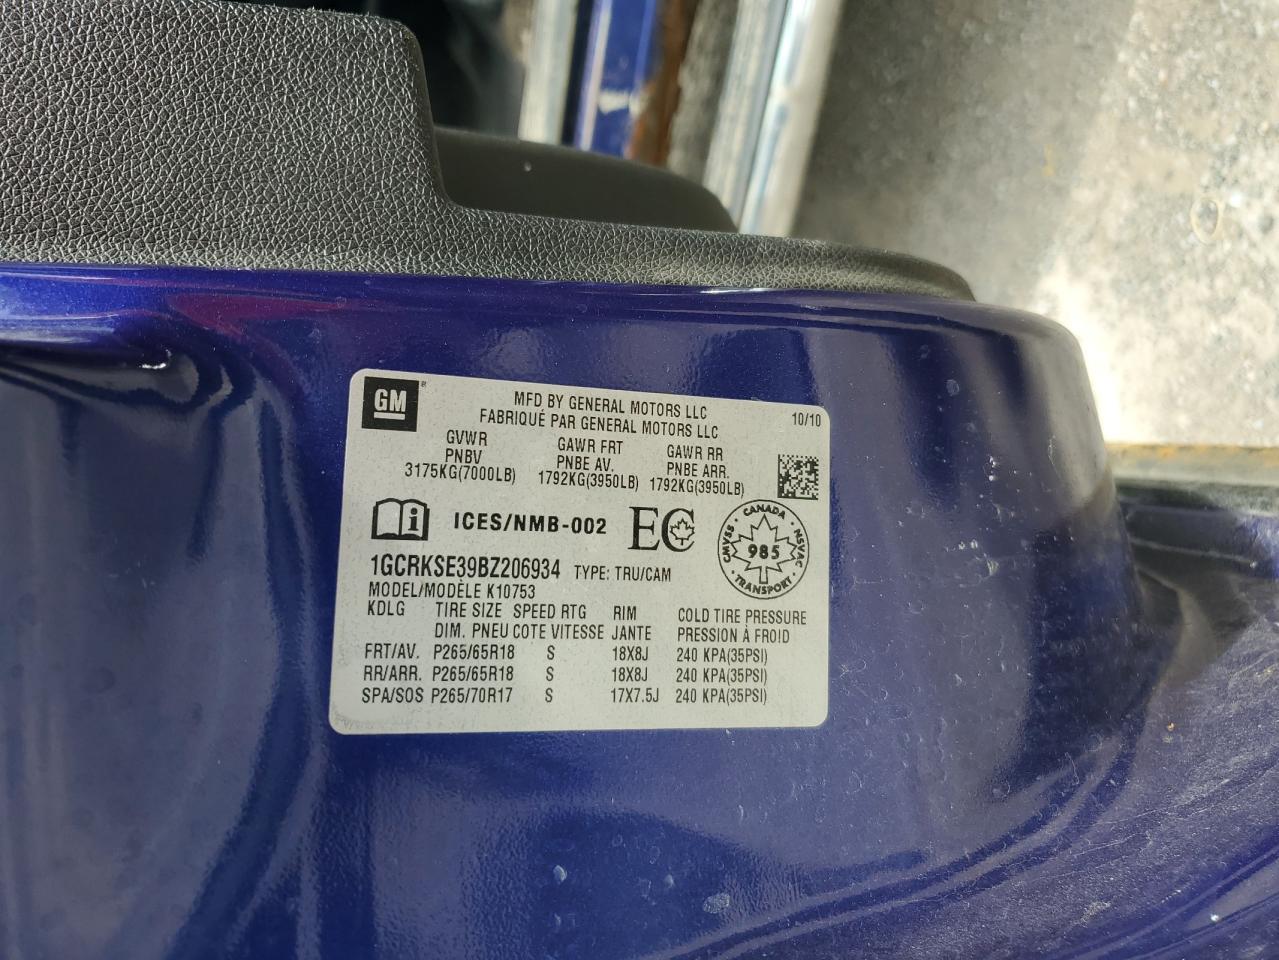 GM ®
MFD BY GENERAL MOTORS LLC 10/10
FABRIQUÉ PAR GENERAL MOTORS LLC
GVWR GAWR FRT GAWR RR
PNBV PNBE AV. PNBE ARR.
3175KG(7000LB) 1792KG(3950LB) 1792KG(3950LB)
i ICES/NMB-002 EC
CANADA CMVSS NSVAC 985 TRANSPORT
1GCRKSE39BZ206934 TYPE: TRU/CAM
MODEL/MODÈLE K10753
KDLG TIRE SIZE SPEED RTG RIM COLD TIRE PRESSURE
DIM. PNEU COTE VITESSE JANTE PRESSION À FROID
FRT/AV. P265/65R18 S 18X8J 240 KPA(35PSI)
RR/ARR. P265/65R18 S 18X8J 240 KPA(35PSI)
SPA/SOS P265/70R17 S 17X7.5J 240 KPA(35PSI)